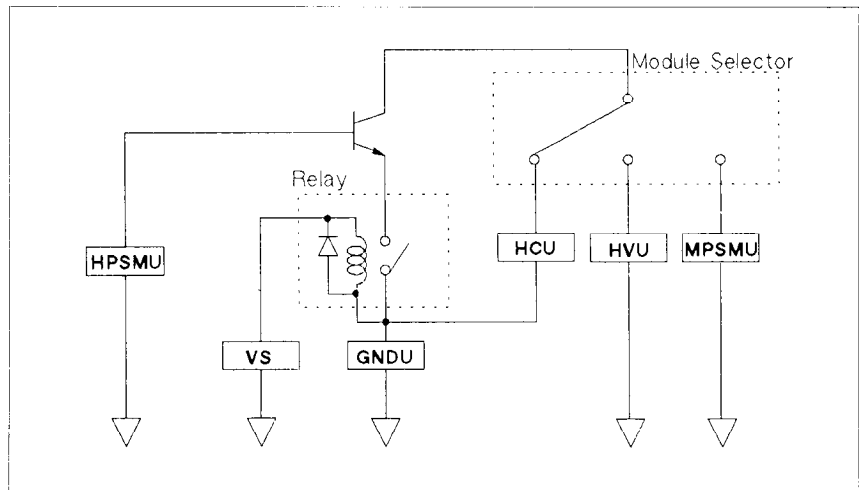 Module Selector
Relay
HPSMU
HCU
HVU
MPSMU
VS
GNDU